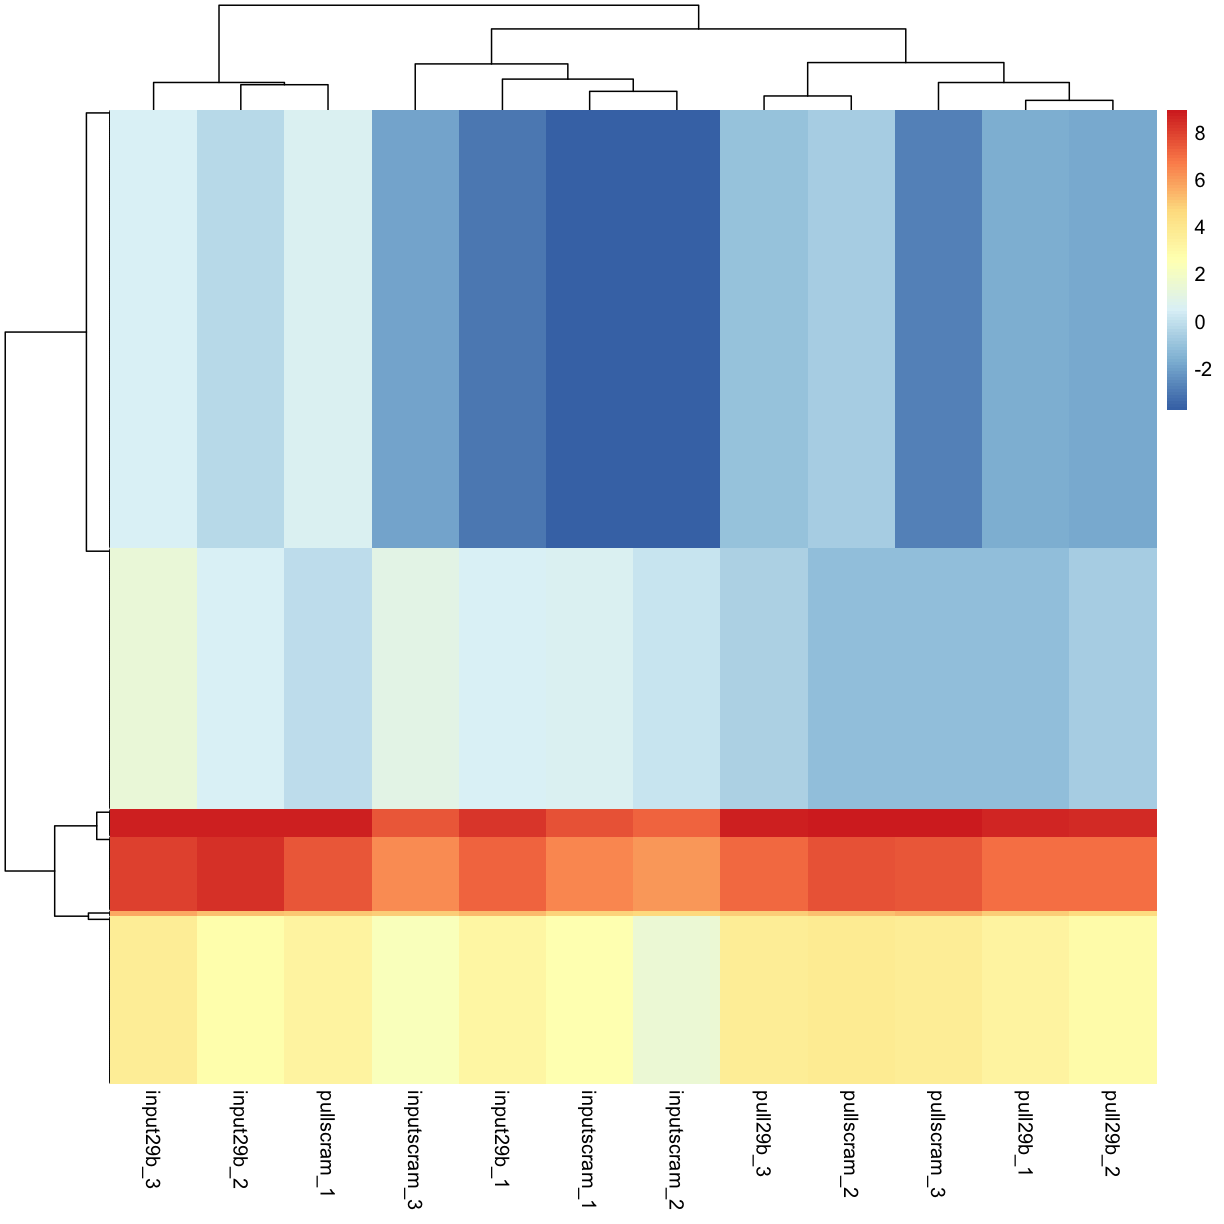 8
6
4
2
0
-2
input29b_3
input29b_2
pullscram_1
inputscram_3
input29b_1
inputscram_1
inputscram_2
pull29b_3
pullscram_2
pullscram_3
pull29b_1
pull29b_2